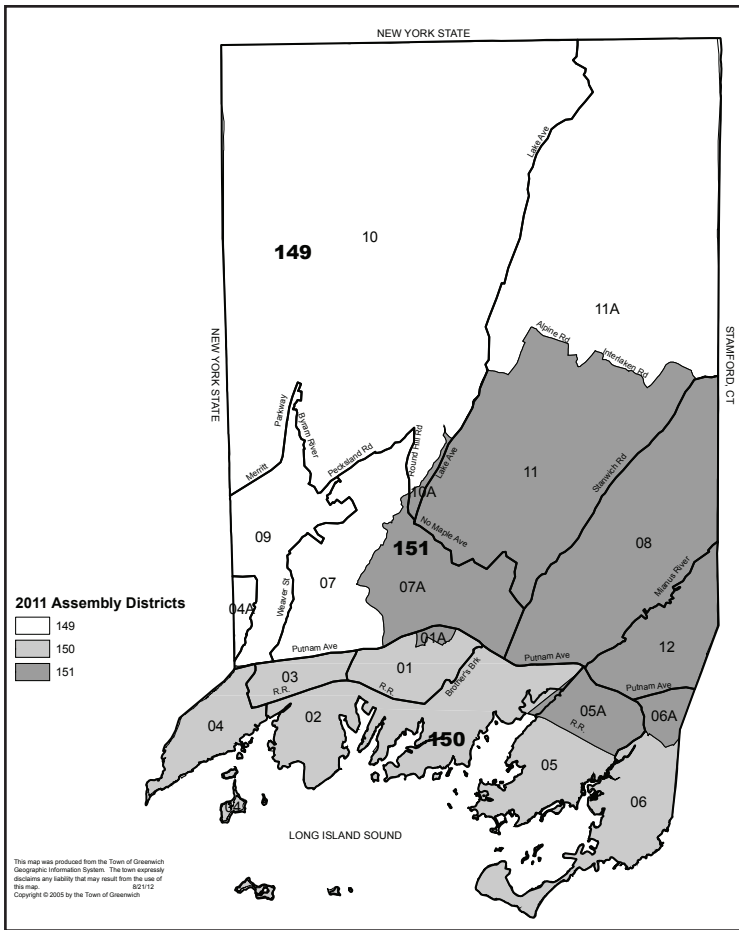 NEW YORK STATE
Lake Ave
10
149
11A
Alpine Rd
Interlaken Rd
NEW YORK STATE
STAMFORD, CT
Parkway
Merritt
Byram River
Pecksland Rd
Round Hill Rd
Lake Ave
10A
11
Stanwich Rd
No Maple Ave
09
151
08
Mianus River
07
07A
Weaver St
04A
2011 Assembly Districts
149
150
151
12
Putnam Ave
01A
Putnam Ave
03
01
Brother's Brk
R.R.
R.R.
Putnam Ave
04
02
05A
06A
R.R.
150
05
06
04
LONG ISLAND SOUND
This map was produced from the Town of Greenwich
Geographic Information System. The town expressly
disclaims any liability that may result from the use of
this map. 8/21/12
Copyright © 2005 by the Town of Greenwich